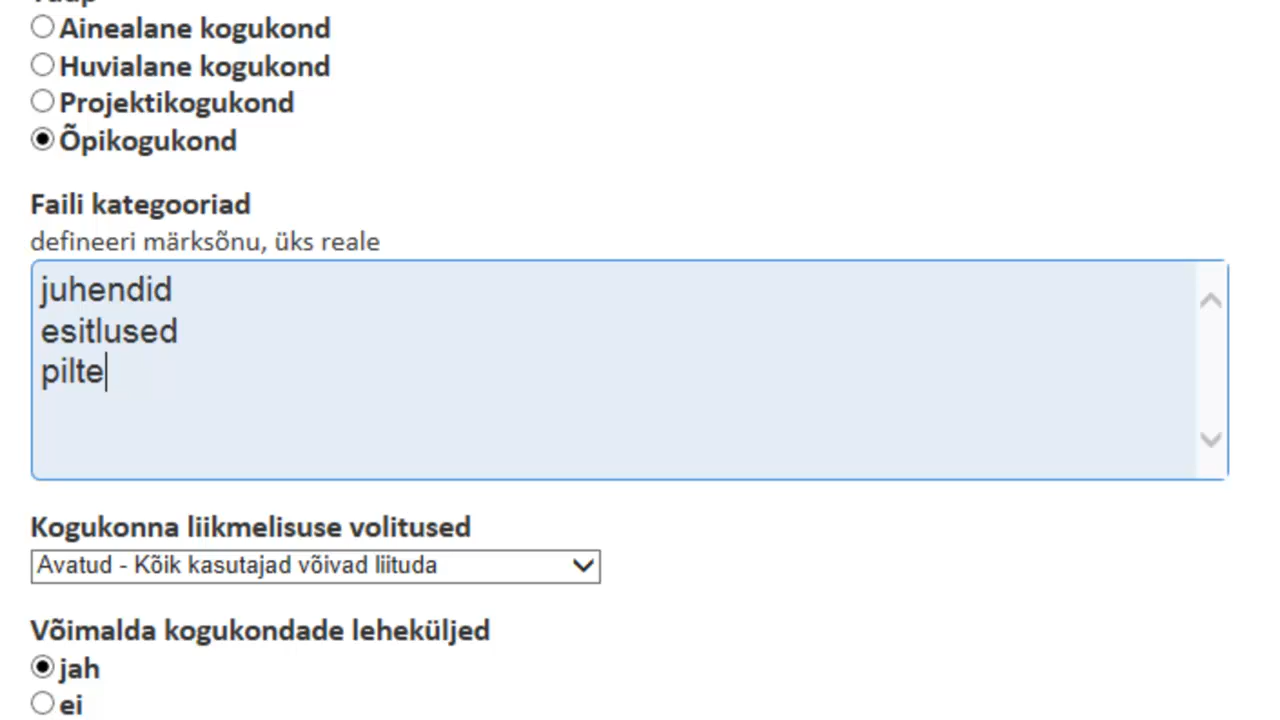 Ainealane kogukond
Huvialane kogukond
Projektikogukond
Õpikogukond
Faili kategooriad
defineeri märksõnu, üks reale
juhendid
esitlused
pilte
Kogukonna liikmelisuse volitused
Avatud - Kõik kasutajad võivad liituda
Võimalda kogukondade leheküljed
jah
ei